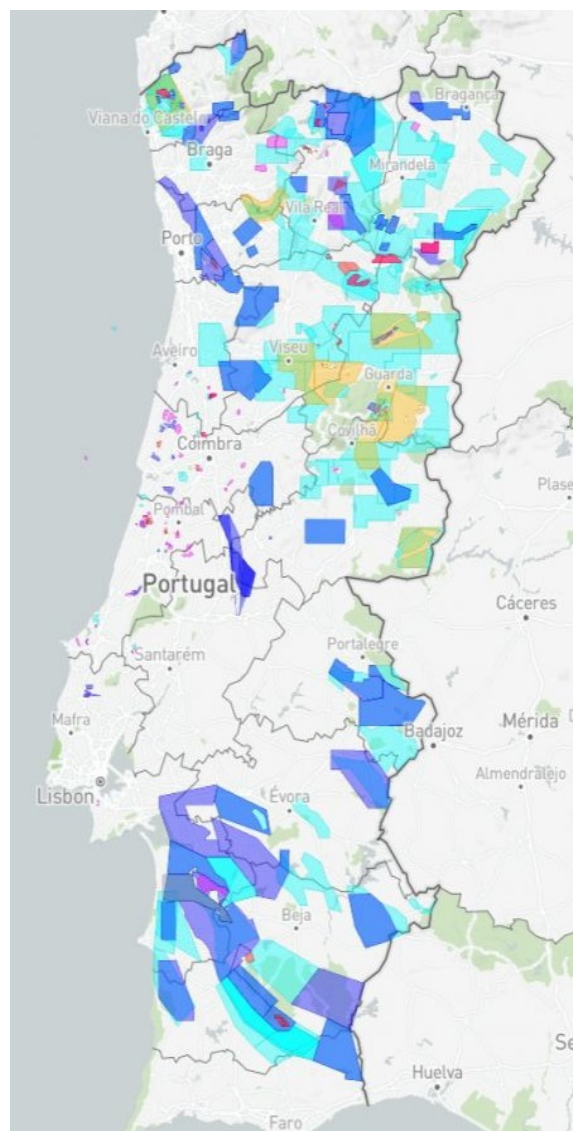 Bragança
Viana do Castel
Braga
Mirandela
Vila Real
Porto
Aveiro
Viseu
Guarda
Covilhã
Coimbra
Plase
Pombal
Portugal
Cáceres
Santarém
Portalegre
Mafra
Badajoz
Mérida
Lisbon
Évora
Almendralejo
Beja
Se
Huelva
Faro